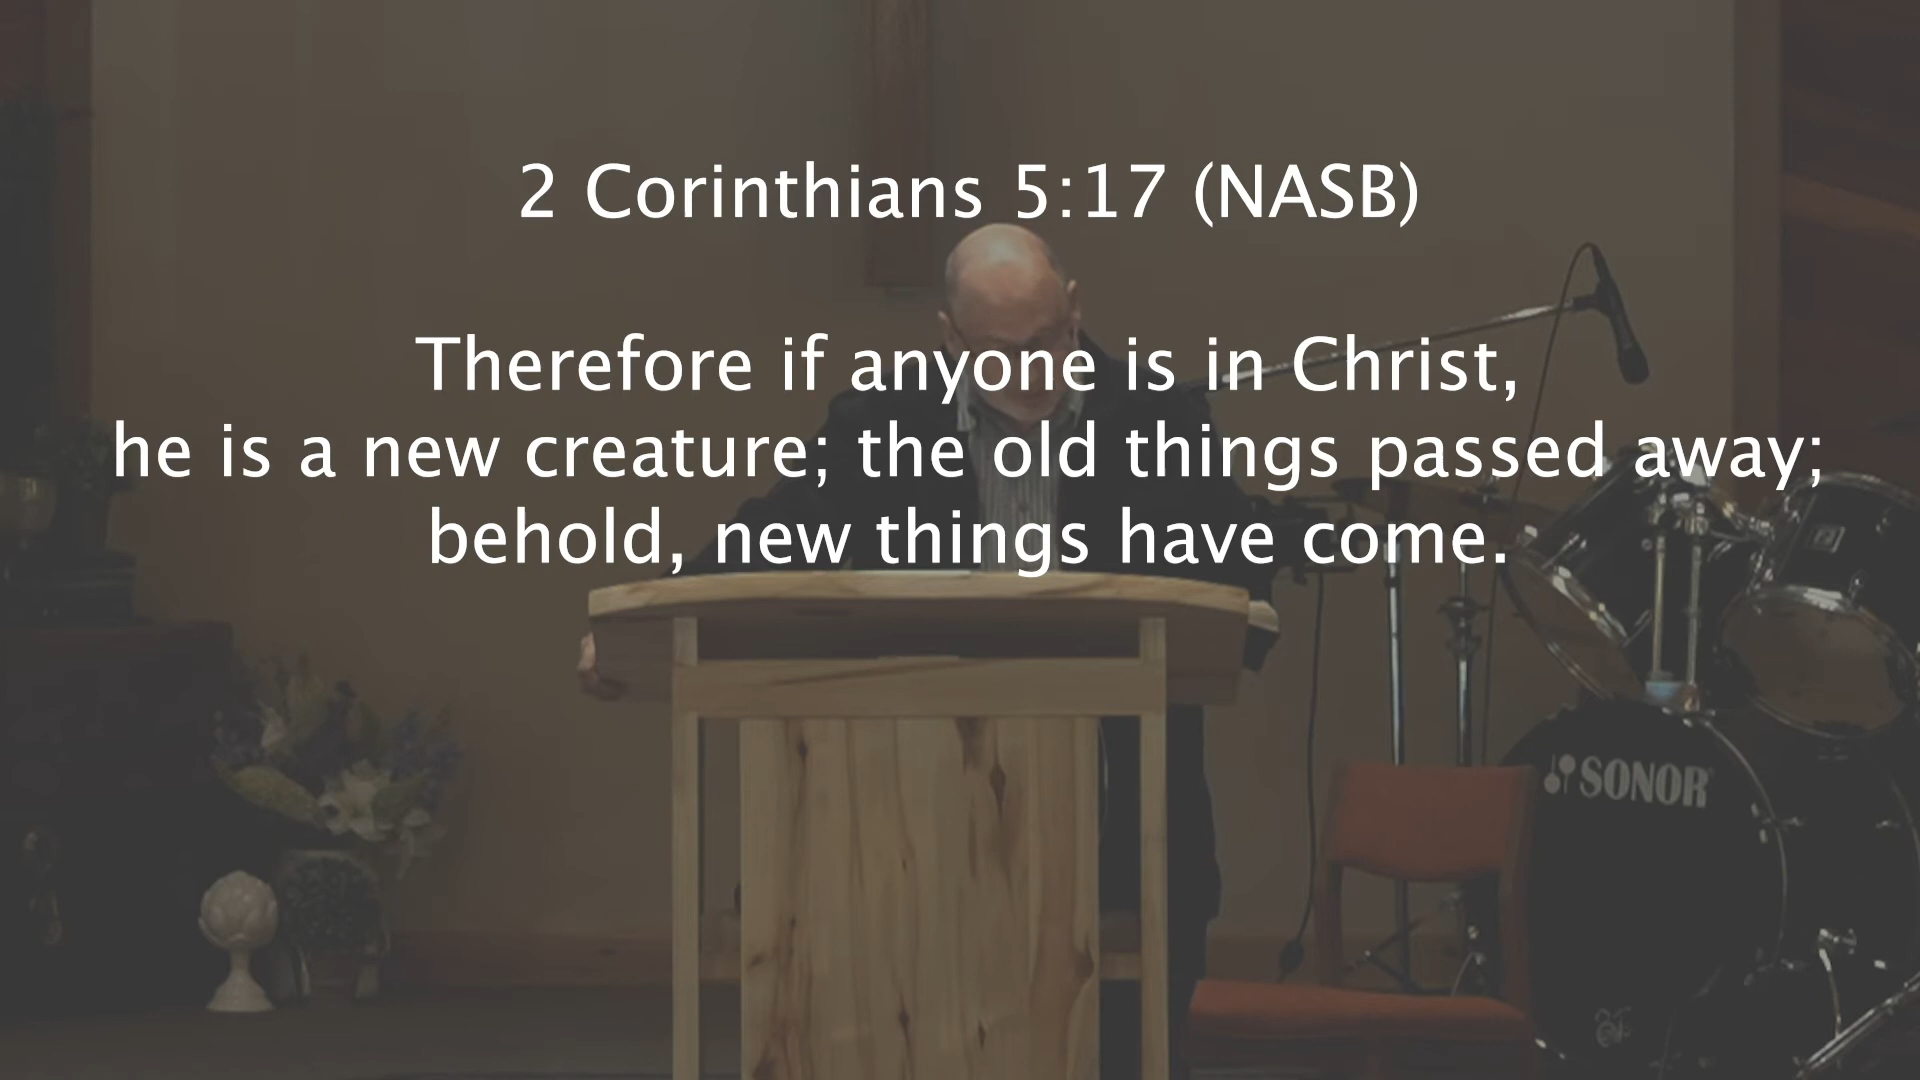 2 Corinthians 5:17 (NASB)
Therefore if anyone is in Christ,
he is a new creature; the old things passed away;
behold, new things have come.
SONOR